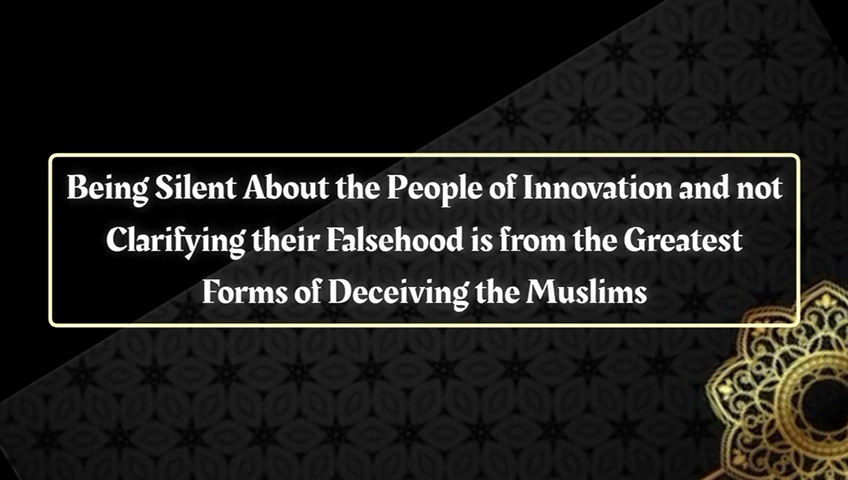 Being Silent About the People of Innovation and not
Clarifying their Falsehood is from the Greatest
Forms of Deceiving the Muslims